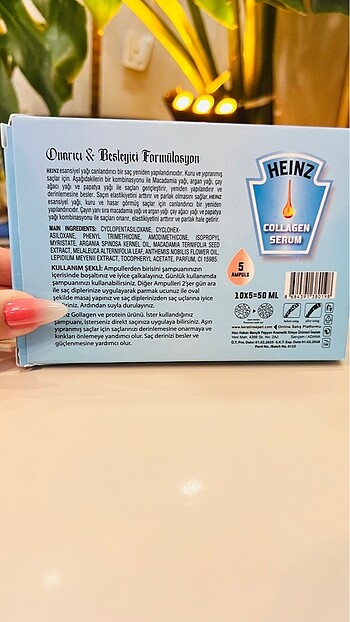 Onarıcı & Besleyici Formülasyon
HEINZ esansiyel yağı canlandırıcı bir saç yeniden yapılandırıcıdır. Kuru ve yıpranmış
saçlar için. Aşağıdakilerin bir kombinasyonu ile Macadamia yağı, argan yağı, çay
ağacı yağı ve papatya yağı ile saçları gençleştirir, yeniden yapılandırır ve
derinlemesine besler. Saçın elastikiyetini arttırır ve parlak olmasını sağlar. HEINZ
esansiyel yağı, kuru ve hasar görmüş saçlar için canlandırıcı bir yeniden
yapılandırıcıdır. Çayın yanı sıra macadamia yağı ve argan yağı çay ağacı yağı ve papatya
yağı kombinasyonu ile saçları onarır, elastikiyetini arttırır ve parlak hale getirir.
MAIN INGREDIENTS: CYCLOPENTASILOXANE, CYCLOHEX-
ASILOXANE, PHENYL TRIMETHICONE, AMODIMETHICONE, ISOPROPYL
MYRISTATE, ARGANIA SPINOSA KERNEL OIL, MACADAMIA TERNIFOLIA SEED
EXTRACT, MELALEUCA ALTERNIFOLIA LEAF, ANTHEMIS NOBILIS FLOWER OIL,
LEPIDIUM MEYENII EXTRACT, TOCOPHERYL ACETATE, PARFUM, CI 15985.
KULLANIM ŞEKLİ: Ampullerden birisini şampuanınızın
içerisinde boşaltınız ve iyice çalkalayınız. Günlük kullanımda
şampuanınızı kullanabilirsiniz. Diğer Ampulleri 2'şer gün ara
ile saç diplerinize uygulayarak parmak ucunuz ile oval
şekilde masaj yapınız ve saç diplerinizden saç uçlarına iyice
Ardından suyla durulayınız.
Collagen ve protein ürünü. İster kullandığınız
şampuanı, isterseniz direkt saçınıza uygulaya bilirsiniz. Aşırı
yıpranmış saçlar için saçlarınızı derinlemesine onarmaya ve
kırıkları önlemeye yardımcı olur. Saç derinizi besler ve
güçlenmesine yardımcı olur.
HEINZ
COLLAGEN
SERUM
5
AMPULS
10X5=50 ML
before using
after using
www.keratinsepeti.com
Online Satış Platformu